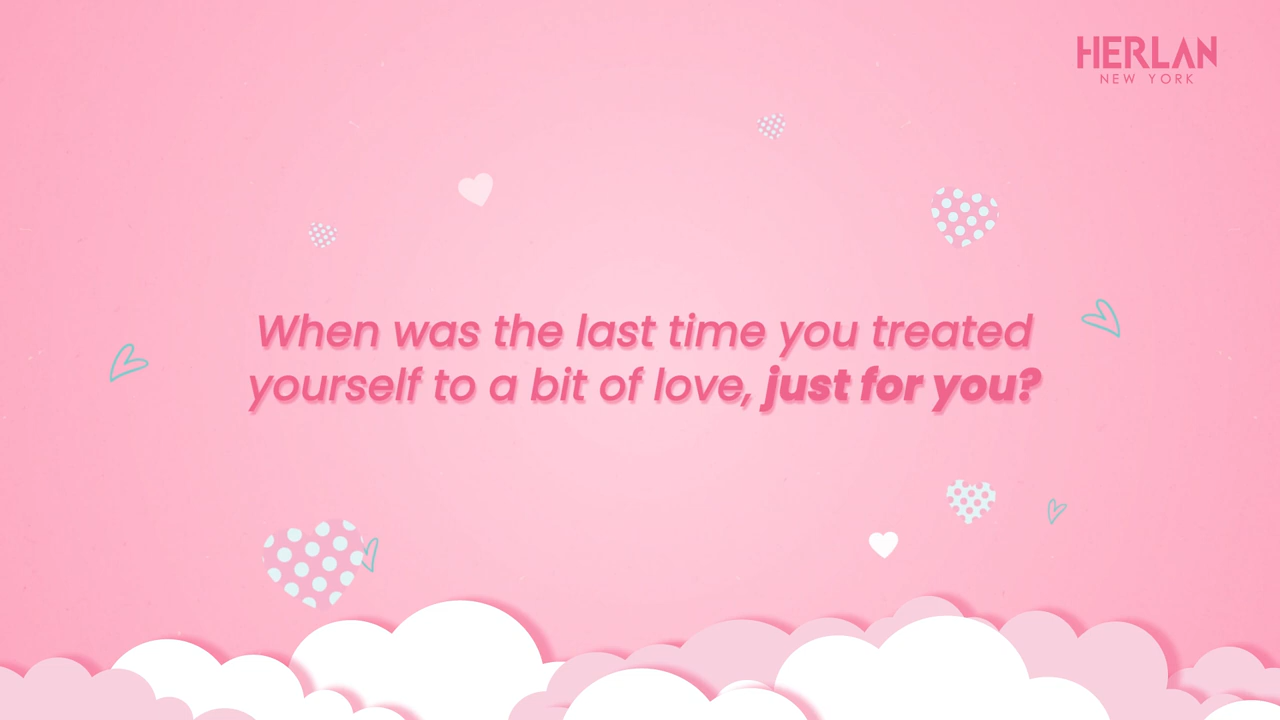 HERLAN
NEW YORK
When was the last time you treated
yourself to a bit of love, just for you?